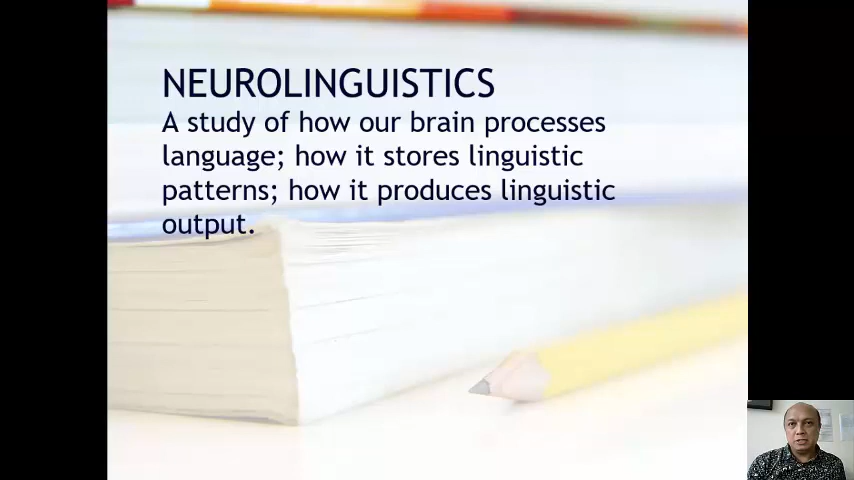 NEUROLINGUISTICS
A study of how our brain processes
language; how it stores linguistic
patterns; how it produces linguistic
output.